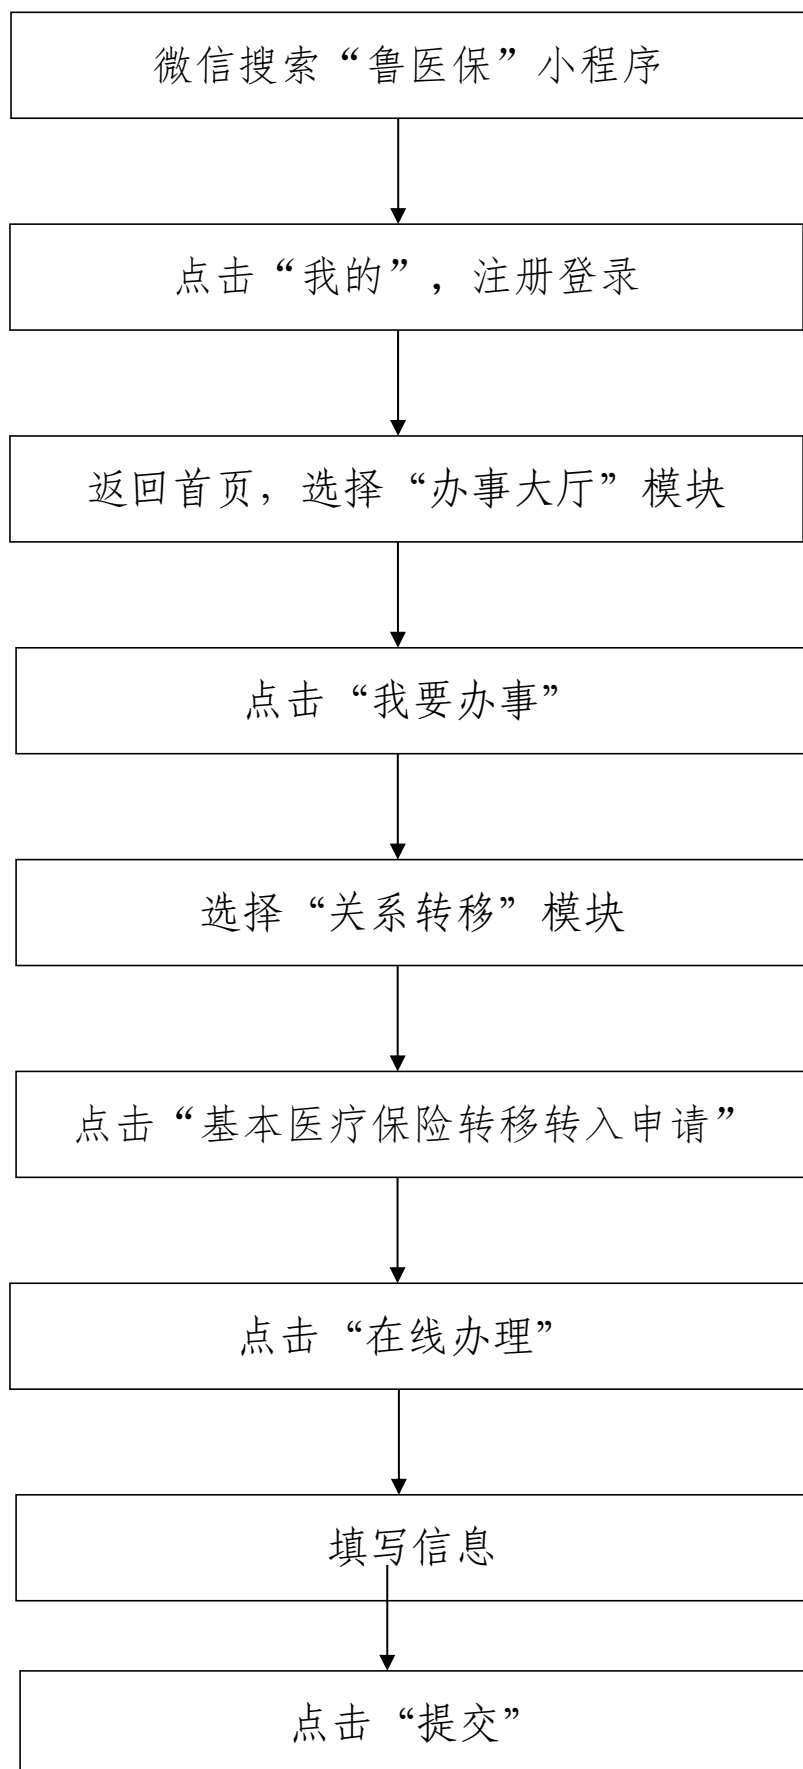 微信搜索“鲁医保”小程序
点击“我的”，注册登录
返回首页，选择“办事大厅”模块
点击“我要办事”
选择“关系转移”模块
点击“基本医疗保险转移转入申请”
点击“在线办理”
填写信息
点击“提交”